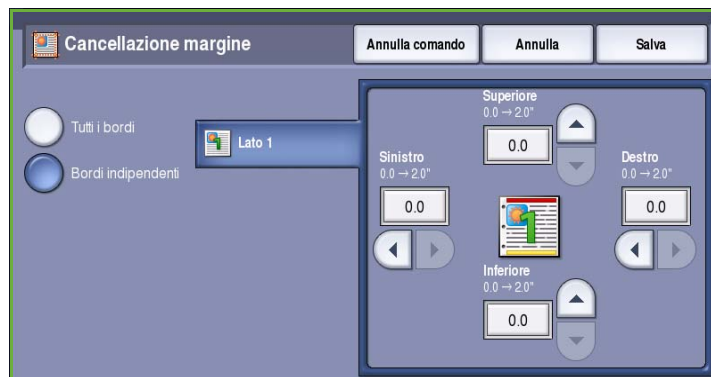 Cancellazione margine
Annulla comando
Annulla
Salva
Tutti i bordi
Bordi indipendenti
Lato 1
Superiore
0.0 → 2.0"
0.0
Sinistro
0.0 → 2.0"
0.0
Destro
0.0 → 2.0"
0.0
1
Inferiore
0.0 → 2.0"
0.0